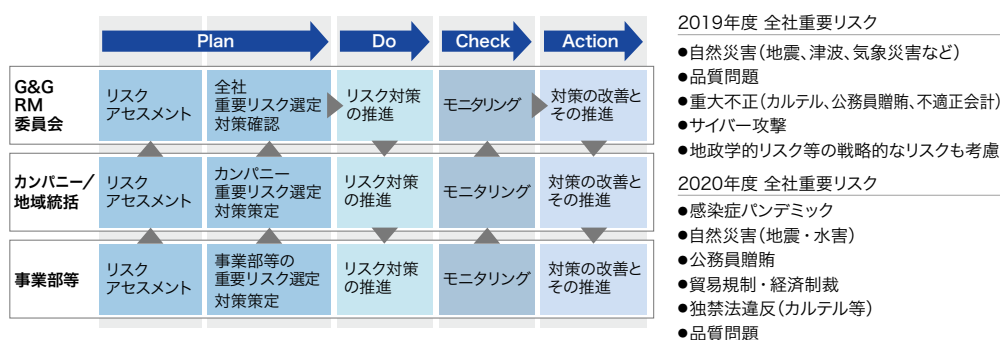 Plan
Do
Check
Action
G&G
RM
委員会
リスク
アセスメント
全社
重要リスク選定
対策確認
リスク対策
の推進
モニタリング
対策の改善と
その推進
カンパニー/
地域統括
リスク
アセスメント
カンパニー
重要リスク選定
対策策定
リスク対策
の推進
モニタリング
対策の改善と
その推進
事業部等
リスク
アセスメント
事業部等の
重要リスク選定
対策策定
リスク対策
の推進
モニタリング
対策の改善と
その推進
2019年度 全社重要リスク
●自然災害(地震、津波、気象災害など)
●品質問題
●重大不正(カルテル、公務員贈賄、不適正会計)
●サイバー攻撃
●地政学的リスク等の戦略的なリスクも考慮
2020年度 全社重要リスク
●感染症パンデミック
●自然災害(地震・水害)
●公務員贈賄
●貿易規制・経済制裁
●独禁法違反(カルテル等)
●品質問題